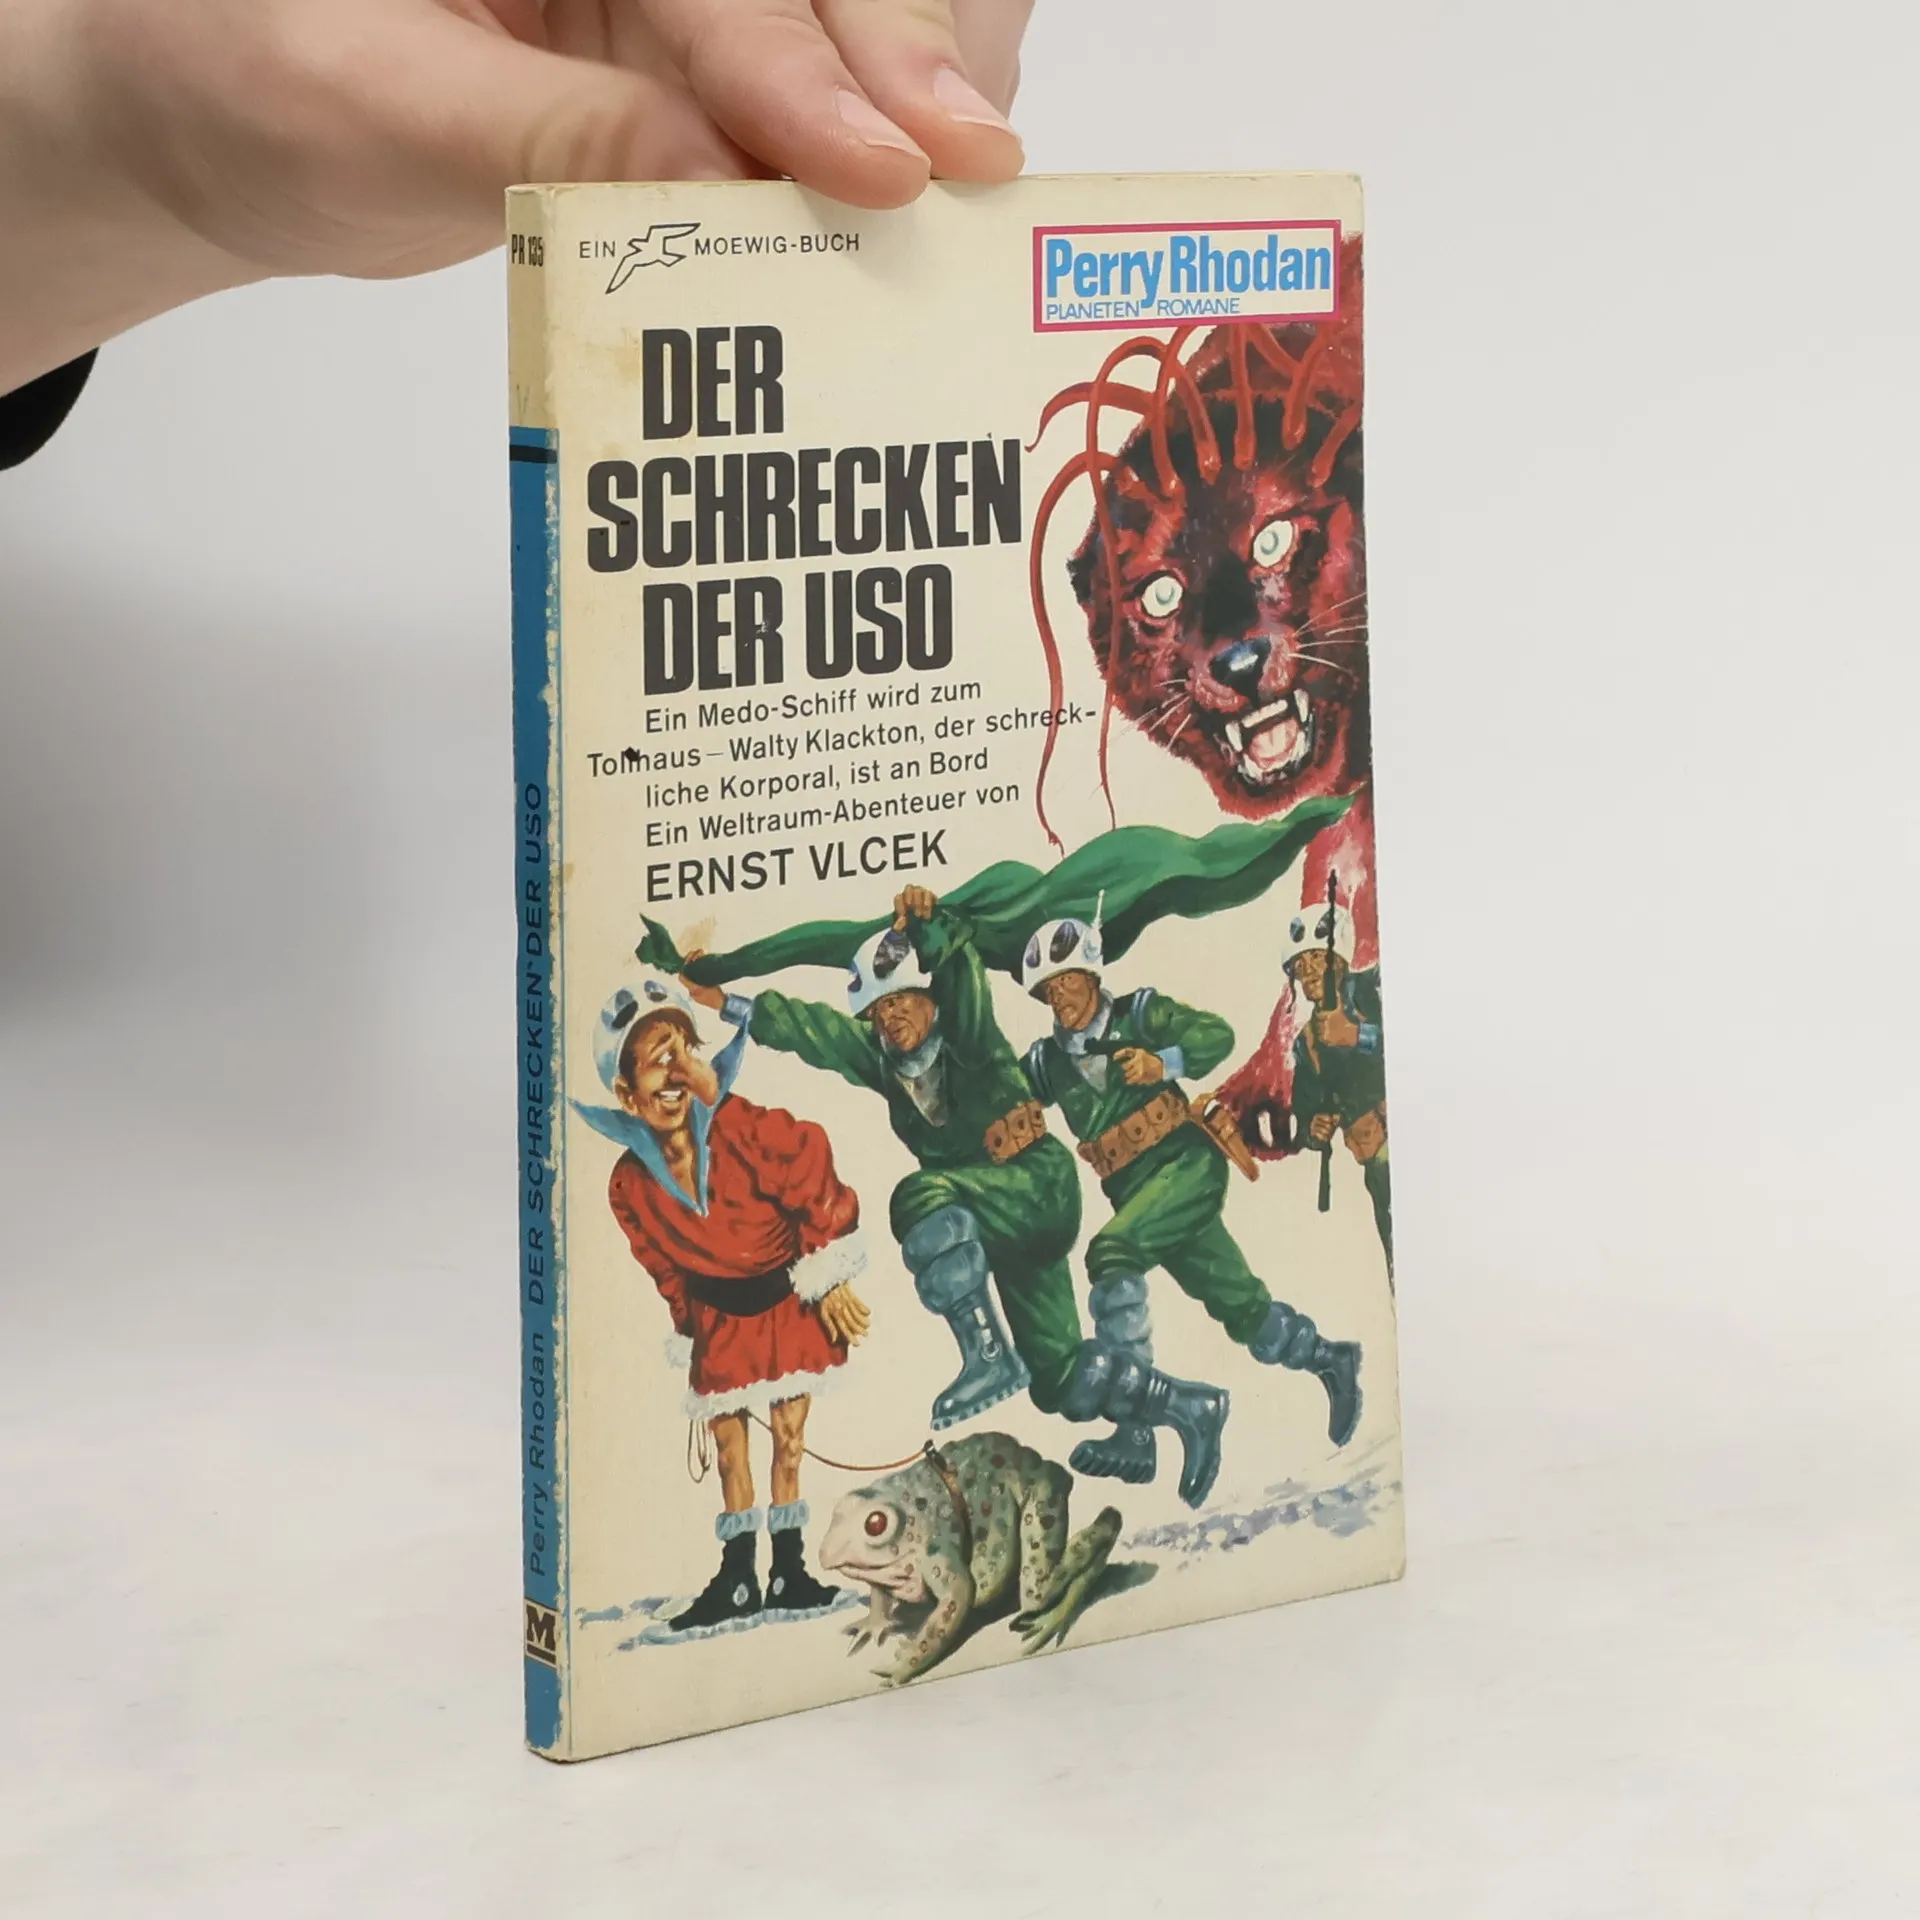 PR 135
EIN MOEWIG-BUCH
Perry Rhodan
PLANETEN ROMANE
DER
SCHRECKEN
DER USO
Ein Medo-Schiff wird zum
Tollhaus – Walty Klackton, der schreck-
liche Korporal, ist an Bord
Ein Weltraum-Abenteuer von
ERNST VLCEK
Perry Rhodan DER SCHRECKEN DER USO
M